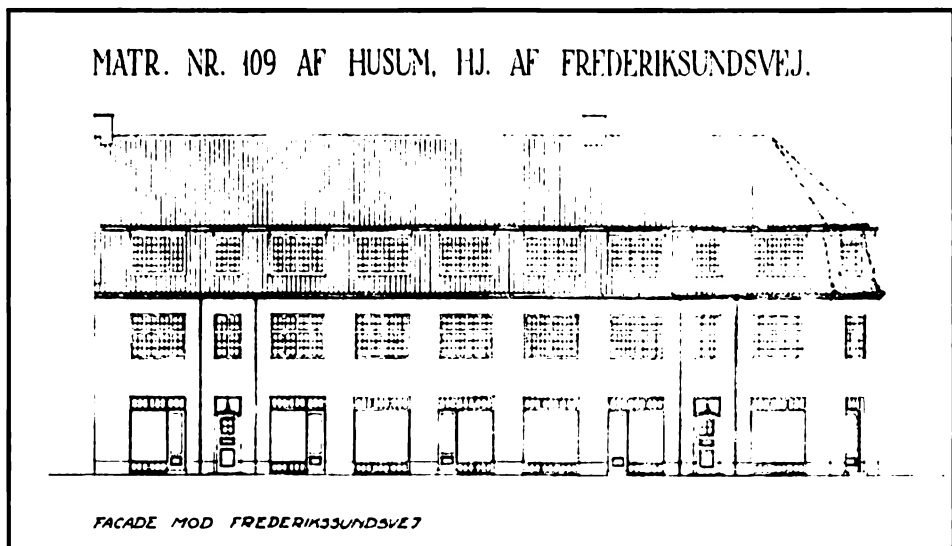 MATR. NR. 109 AF HUSUM, HJ. AF FREDERIKSUNDSVEJ.
FACADE MOD FREDERIKSSUNDSVEJ